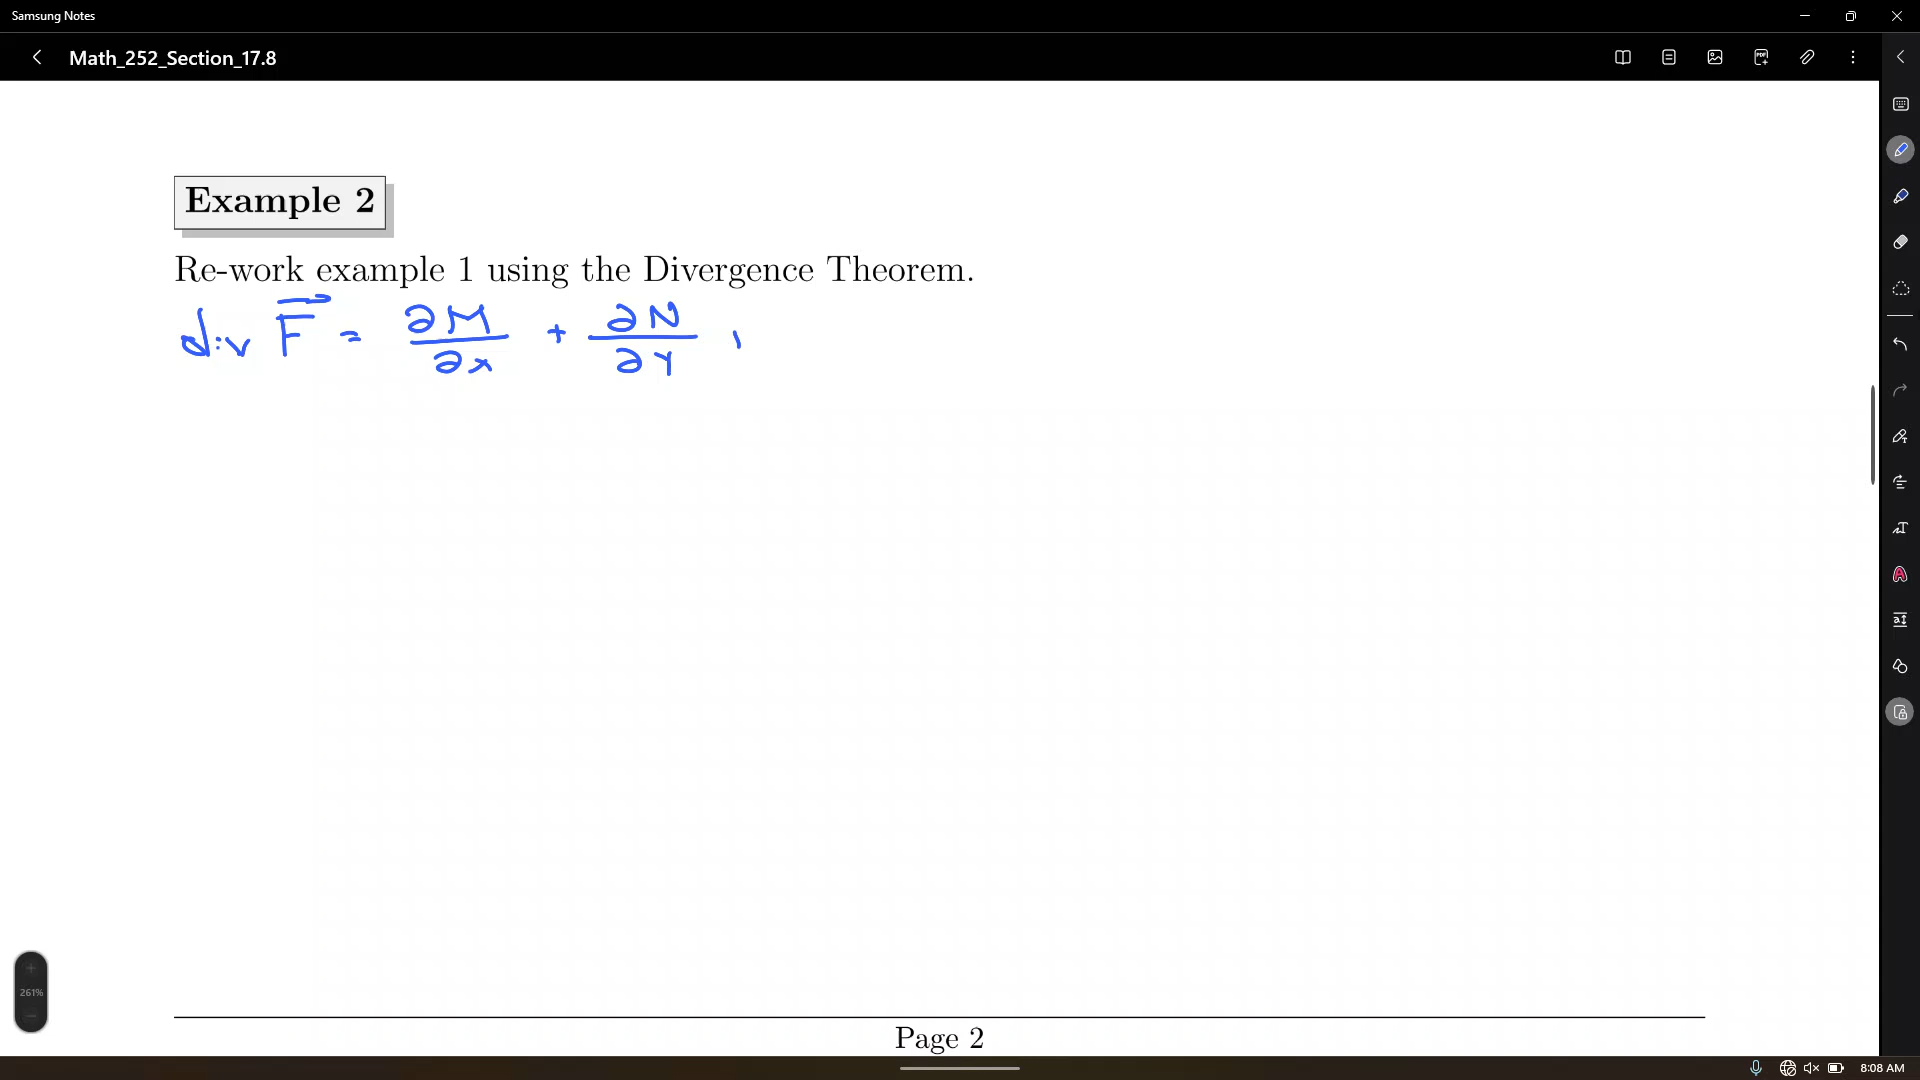 Samsung Notes
Math_252_Section_17.8
Example 2
Re-work example 1 using the Divergence Theorem.
div F⃗ = ∂M/∂x + ∂N/∂y
261%
Page 2
8:08 AM